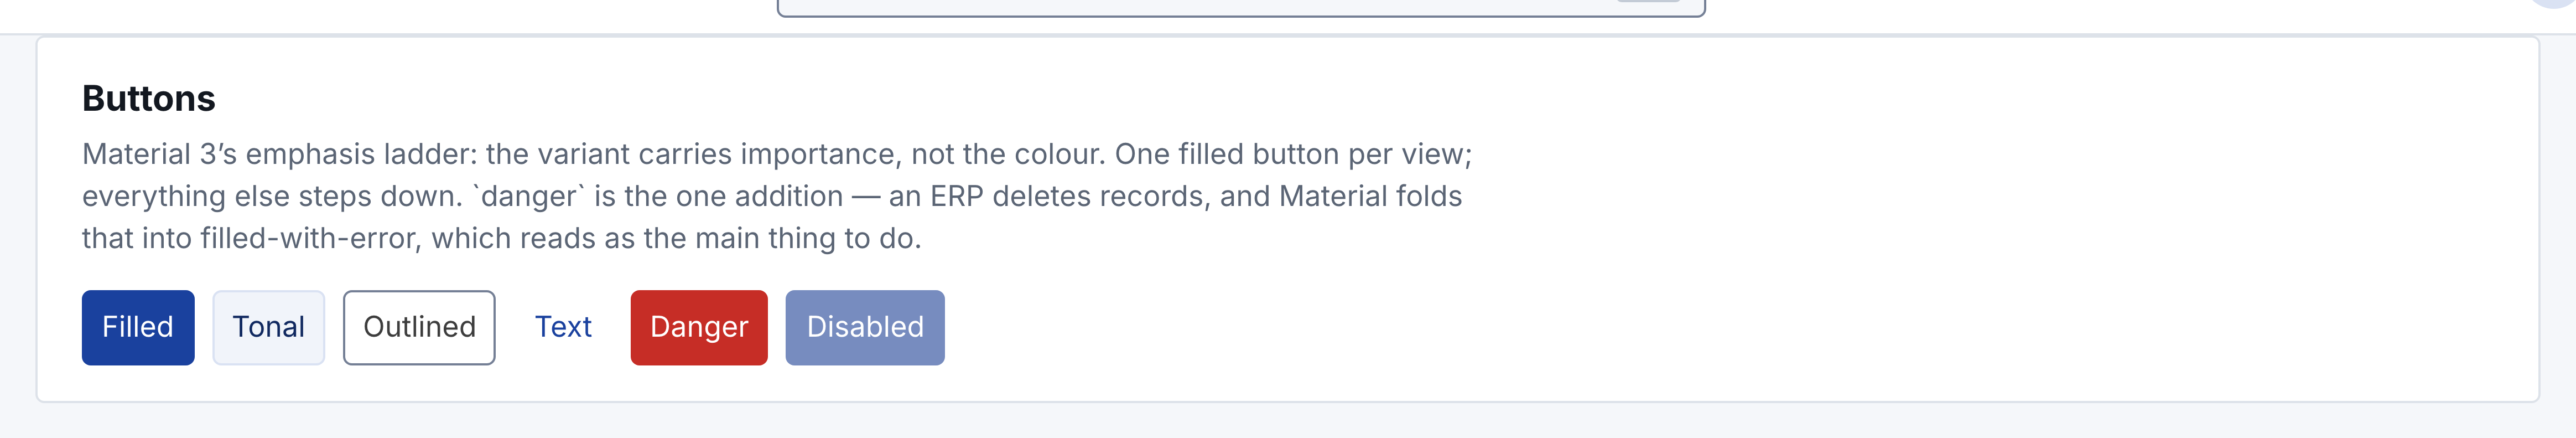 Buttons
Material 3’s emphasis ladder: the variant carries importance, not the colour. One filled button per view;
everything else steps down. `danger` is the one addition — an ERP deletes records, and Material folds
that into filled-with-error, which reads as the main thing to do.
Filled Tonal Outlined Text Danger Disabled